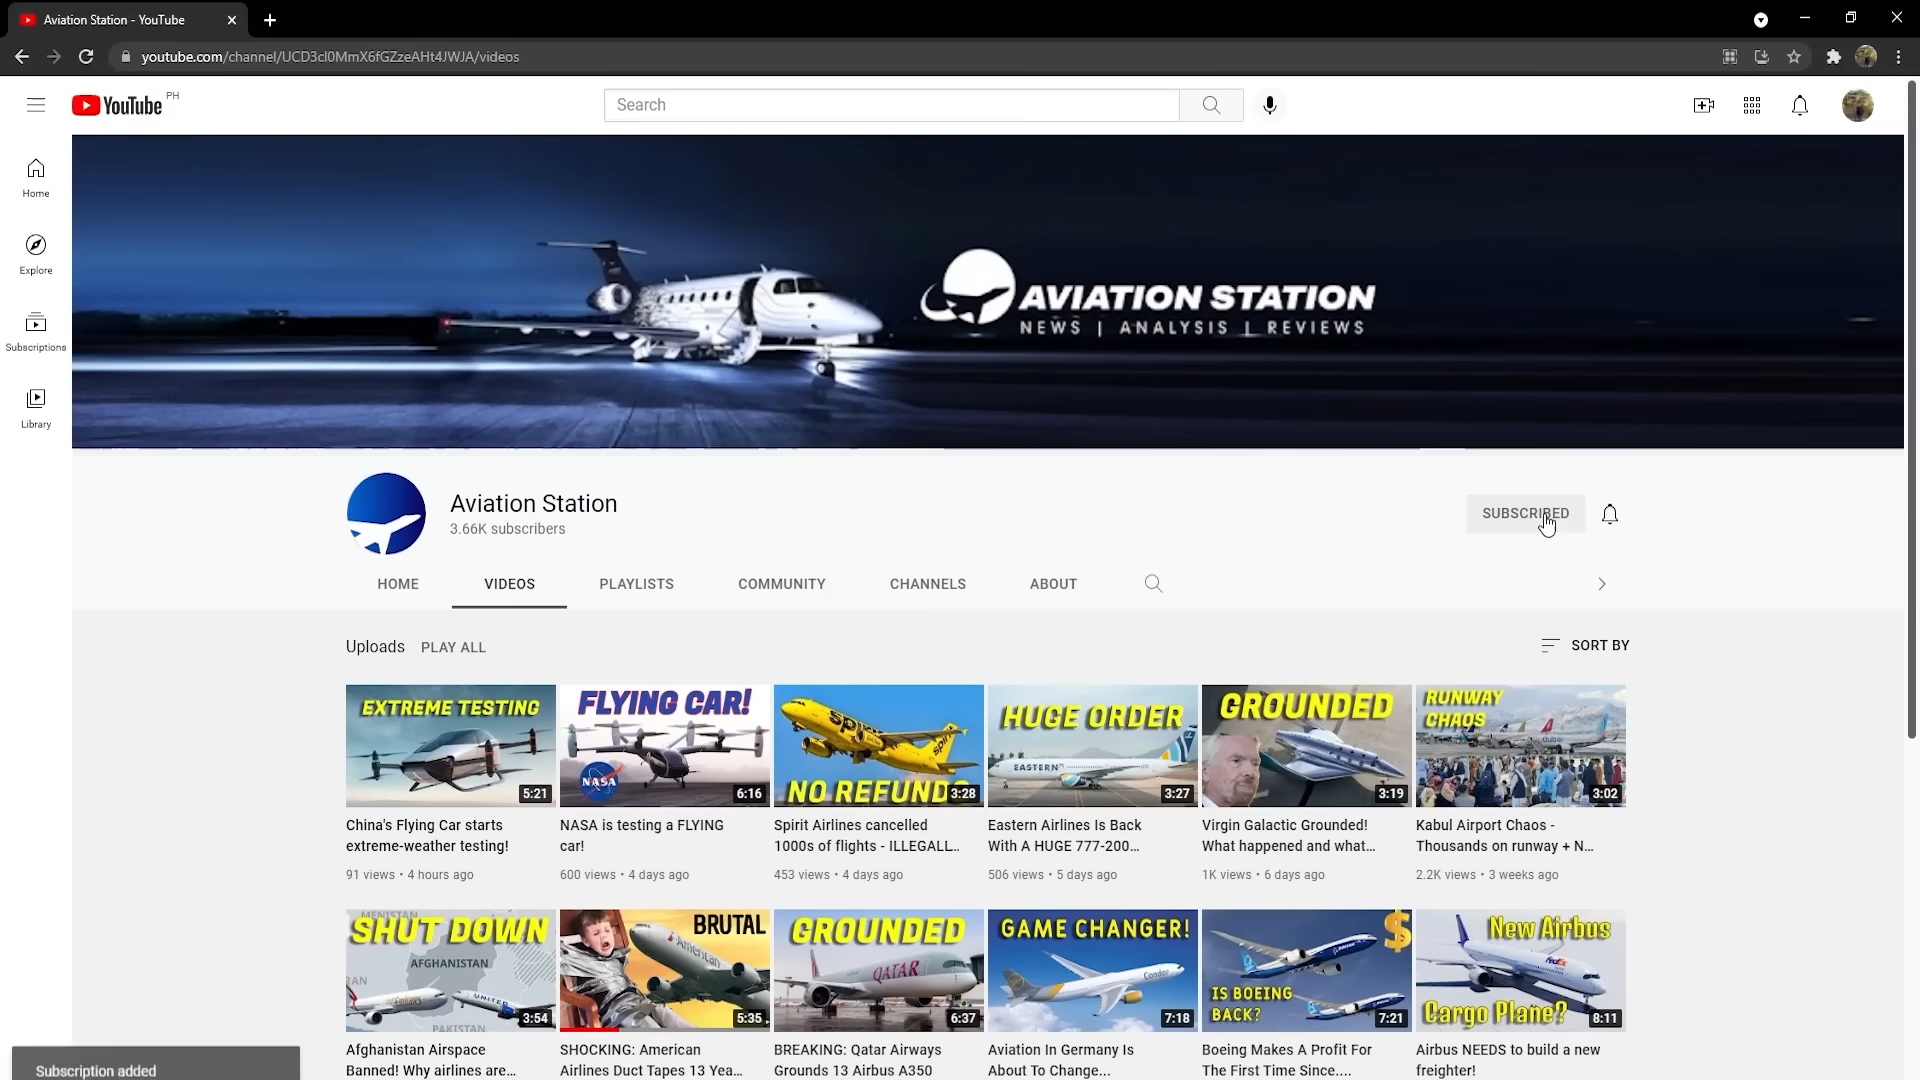 Aviation Station - YouTube
youtube.com/channel/UCD3cl0MmX6fGZzeAHt4JWJA/videos
YouTube PH
Search
Home
Explore
Subscriptions
Library
AVIATION STATION
NEWS | ANALYSIS | REVIEWS
Aviation Station
3.66K subscribers
SUBSCRIBED
HOME VIDEOS PLAYLISTS COMMUNITY CHANNELS ABOUT
Uploads PLAY ALL
SORT BY
EXTREME TESTING
5:21
China's Flying Car starts
extreme-weather testing!
91 views • 4 hours ago
FLYING CAR!
NASA
6:16
NASA is testing a FLYING
car!
600 views • 4 days ago
spirit
NO REFUNDS
3:28
Spirit Airlines cancelled
1000s of flights - ILLEGALL...
453 views • 4 days ago
HUGE ORDER
EASTERN
3:27
Eastern Airlines Is Back
With A HUGE 777-200...
506 views • 5 days ago
GROUNDED
3:19
Virgin Galactic Grounded!
What happened and what...
1K views • 6 days ago
RUNWAY
CHAOS
3:02
Kabul Airport Chaos -
Thousands on runway + N...
2.2K views • 3 weeks ago
MENISTAN
SHUT DOWN
AFGHANISTAN
RAN
Emirates
UNITED
PAKISTAN
3:54
Afghanistan Airspace
Banned! Why airlines are...
BRUTAL
American
5:35
SHOCKING: American
Airlines Duct Tapes 13 Yea...
GROUNDED
QATAR
6:37
BREAKING: Qatar Airways
Grounds 13 Airbus A350
GAME CHANGER!
Condor
7:18
Aviation In Germany Is
About To Change...
$
IS BOEING
BACK?
7:21
Boeing Makes A Profit For
The First Time Since....
New Airbus
FedEx
Cargo Plane?
8:11
Airbus NEEDS to build a new
freighter!
Subscription added